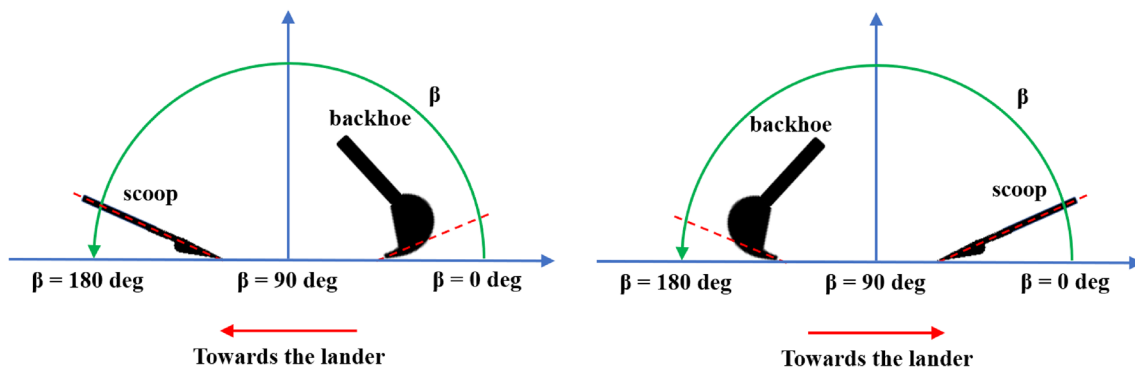 β
backhoe
scoop
β = 180 deg
β = 90 deg
β = 0 deg
Towards the lander
β
backhoe
scoop
β = 180 deg
β = 90 deg
β = 0 deg
Towards the lander